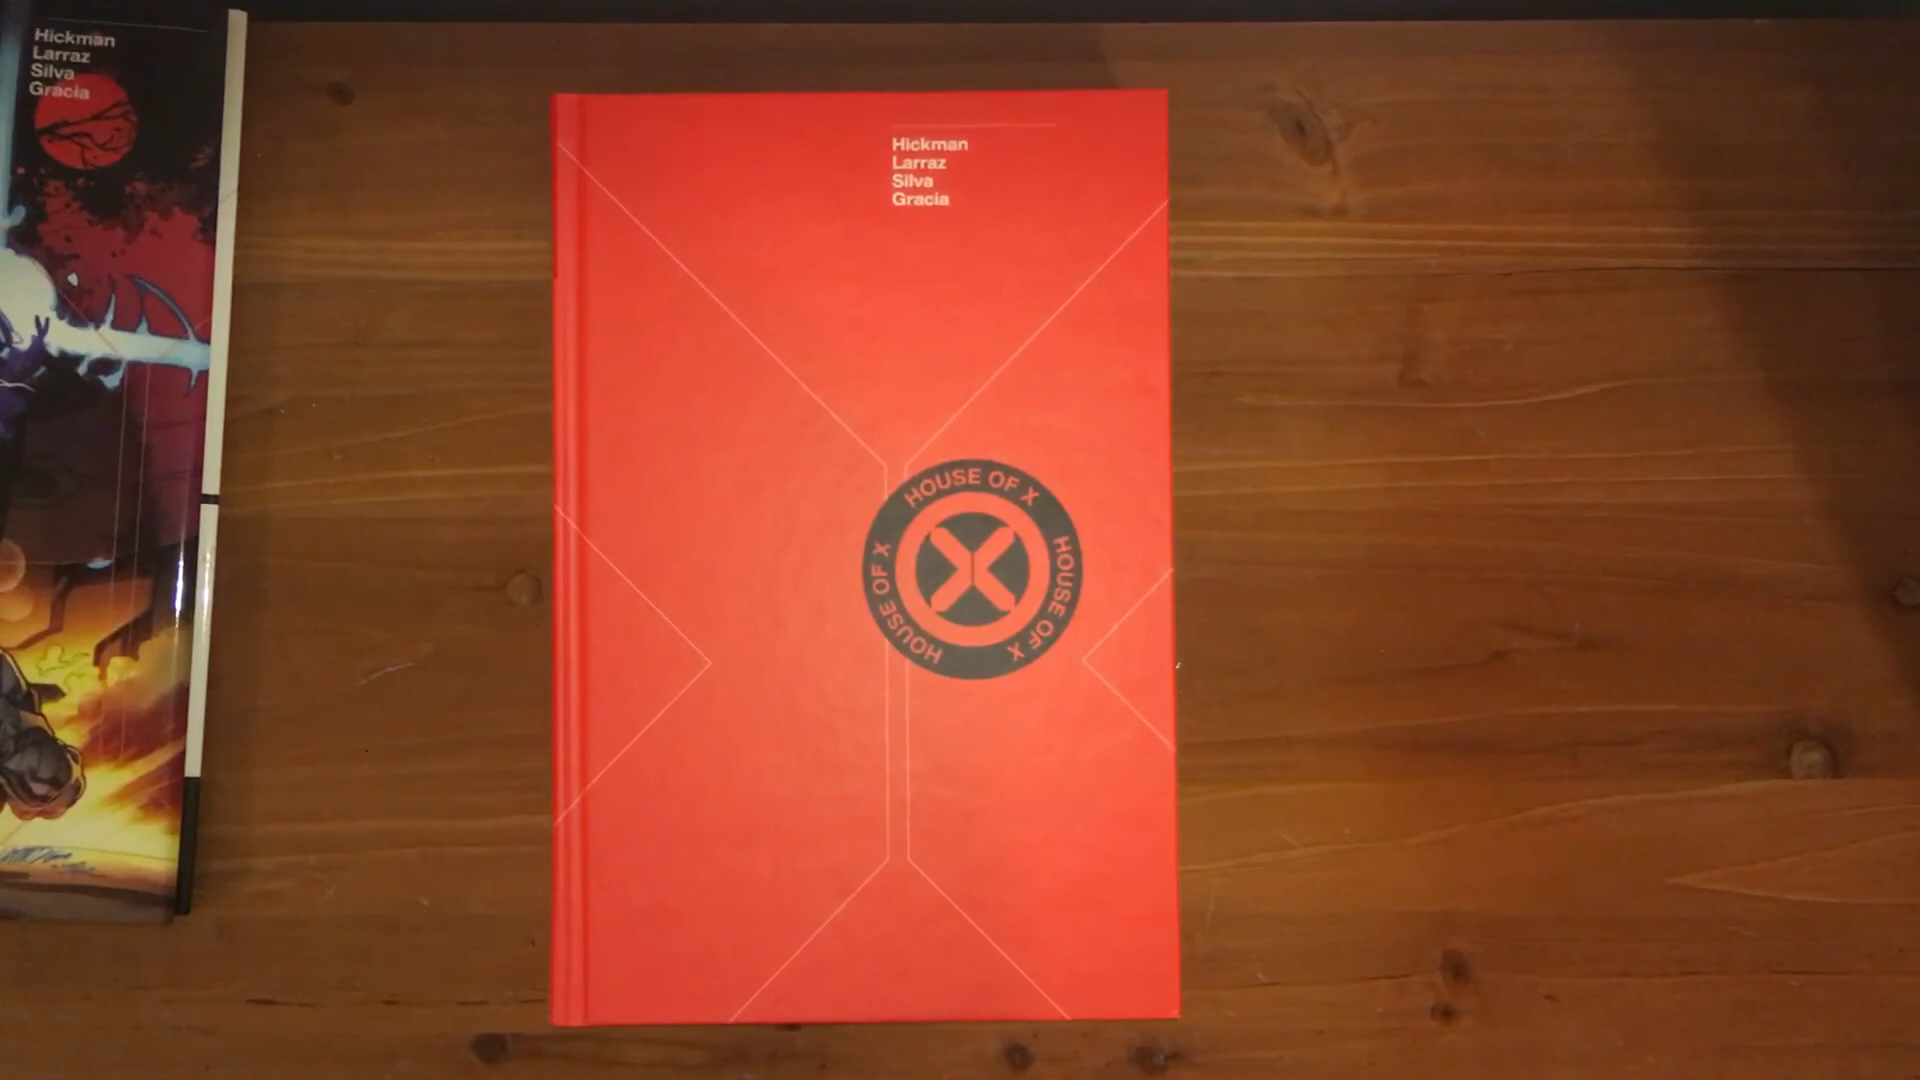 Hickman
Larraz
Silva
Gracia
Hickman
Larraz
Silva
Gracia
HOUSE OF X
HOUSE OF X
HOUSE OF X